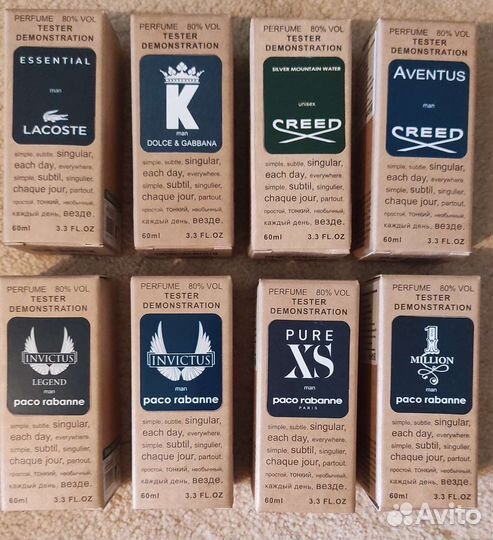 PERFUME 80% VOL
TESTER
DEMONSTRATION
ESSENTIAL
man
LACOSTE
simple, subtle, singular,
each day, everywhere.
simple, subtil, singulier,
chaque jour, partout.
простой, тонкий, необычный,
каждый день, везде.
60ml 3.3 FL.OZ
PERFUME 80% VOL
TESTER
DEMONSTRATION
K
man
DOLCE & GABBANA
simple, subtle, singular,
each day, everywhere.
simple, subtil, singulier,
chaque jour, partout.
простой, тонкий, необычный,
каждый день, везде.
60ml 3.3 FL.OZ
PERFUME 80% VOL
TESTER
DEMONSTRATION
SILVER MOUNTAIN WATER
unisex
CREED
simple, subtle, singular,
each day, everywhere.
simple, subtil, singulier,
chaque jour, partout.
простой, тонкий, необычный,
каждый день, везде.
60ml 3.3 FL.OZ
PERFUME 80% VOL
TESTER
DEMONSTRATION
AVENTUS
man
CREED
simple, subtle, singular,
each day, everywhere.
simple, subtil, singulier,
chaque jour, partout.
простой, тонкий, необычный,
каждый день, везде.
60ml 3.3 FL.OZ
PERFUME 80% VOL
TESTER
DEMONSTRATION
INVICTUS
LEGEND
man
paco rabanne
simple, subtle, singular,
each day, everywhere.
simple, subtil, singulier,
chaque jour, partout.
простой, тонкий, необычный,
каждый день, везде.
60ml 3.3 FL.OZ
PERFUME 80% VOL
TESTER
DEMONSTRATION
INVICTUS
man
paco rabanne
simple, subtle, singular,
each day, everywhere.
simple, subtil, singulier,
chaque jour, partout.
простой, тонкий, необычный,
каждый день, везде.
60ml 3.3 FL.OZ
PERFUME 80% VOL
TESTER
DEMONSTRATION
PURE
XS
man
paco rabanne
PARIS
simple, subtle, singular,
each day, everywhere.
simple, subtil, singulier,
chaque jour, partout.
простой, тонкий, необычный,
каждый день, везде.
60ml 3.3 FL.OZ
PERFUME 80% VOL
TESTER
DEMONSTRATION
1
MILLION
man
paco rabanne
simple, subtle, singular,
each day, everywhere.
simple, subtil, singulier,
chaque jour, partout.
простой, тонкий, необычный,
каждый день, везде.
60ml 3.3 FL.OZ
Avito